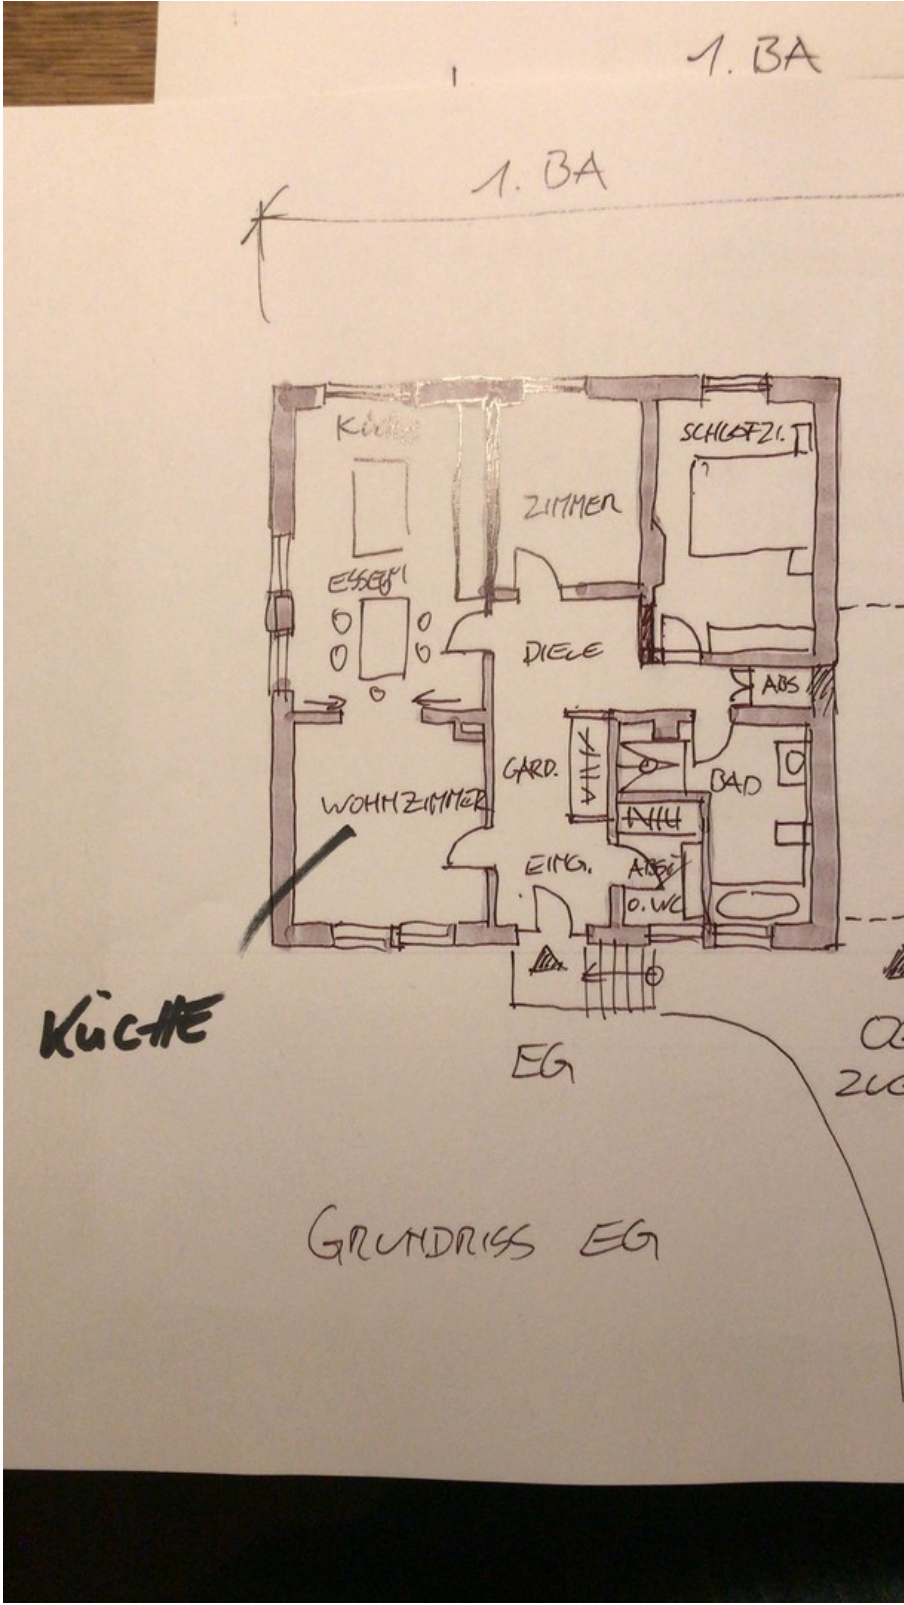 1. BA
1. BA
Küche
SCHLAFZI.
ZIMMER
ESSEN
DIELE
ABS
GARD.
BAD
WOHNZIMMER
EING.
O. WC
KÜCHE
EG
GRUNDRISS EG